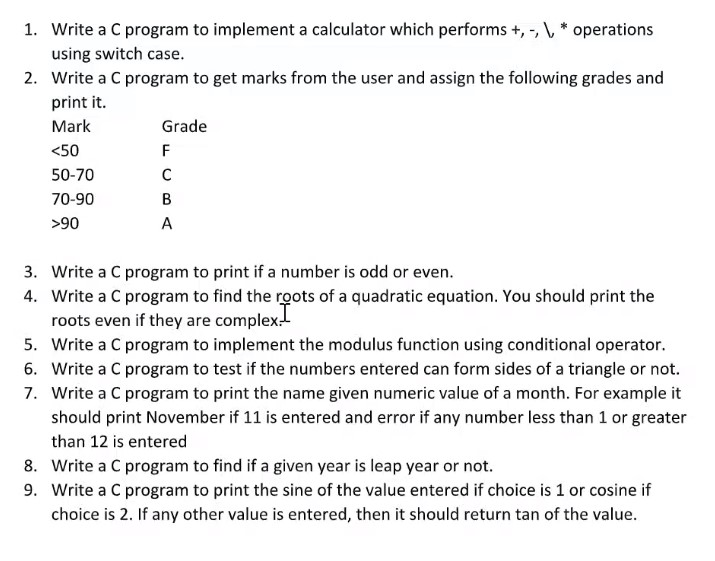 1. Write a C program to implement a calculator which performs +, -, \, * operations
using switch case.
2. Write a C program to get marks from the user and assign the following grades and
print it.
Mark Grade
<50 F
50-70 C
70-90 B
>90 A
3. Write a C program to print if a number is odd or even.
4. Write a C program to find the roots of a quadratic equation. You should print the
roots even if they are complex.
5. Write a C program to implement the modulus function using conditional operator.
6. Write a C program to test if the numbers entered can form sides of a triangle or not.
7. Write a C program to print the name given numeric value of a month. For example it
should print November if 11 is entered and error if any number less than 1 or greater
than 12 is entered
8. Write a C program to find if a given year is leap year or not.
9. Write a C program to print the sine of the value entered if choice is 1 or cosine if
choice is 2. If any other value is entered, then it should return tan of the value.